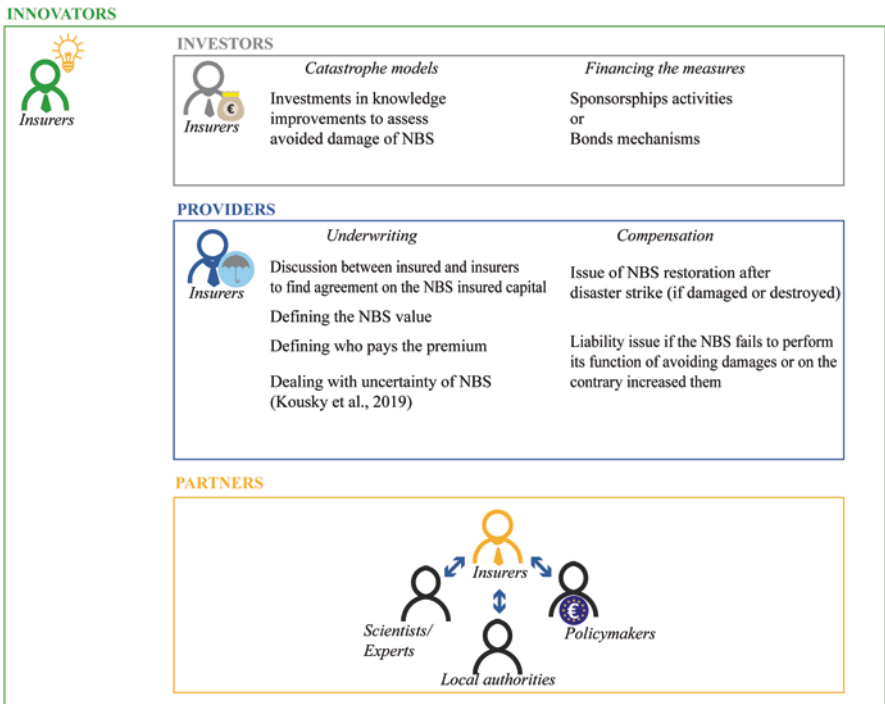 INNOVATORS
Insurers
INVESTORS
Insurers
Catastrophe models
Investments in knowledge
improvements to assess
avoided damage of NBS
Financing the measures
Sponsorphips activities
or
Bonds mechanisms
PROVIDERS
Insurers
Underwriting
Discussion between insured and insurers
to find agreement on the NBS insured capital
Defining the NBS value
Defining who pays the premium
Dealing with uncertainty of NBS
(Kousky et al., 2019)
Compensation
Issue of NBS restoration after
disaster strike (if damaged or destroyed)
Liability issue if the NBS fails to perform
its function of avoiding damages or on the
contrary increased them
PARTNERS
Insurers
Scientists/
Experts
Policymakers
Local authorities